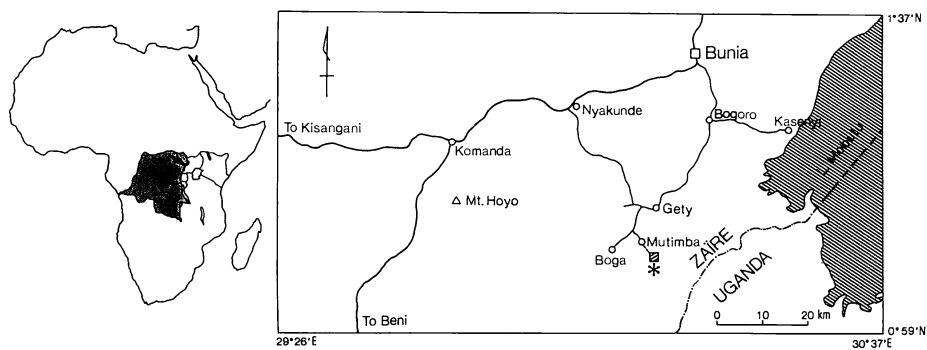 1°37'N
Bunia
Nyakunde
Bogoro
Kasenyi
To Kisangani
Komanda
Mt. Hoyo
Gety
Mutimba
Boga
ZAÏRE
UGANDA
0 10 20 km
To Beni
0°59'N
29°26'E
30°37'E